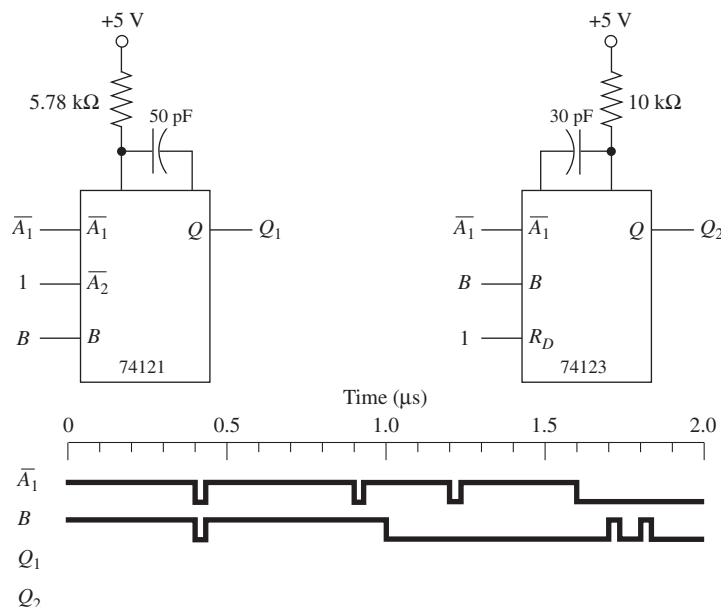 +5 V +5 V
5.78 kΩ 50 pF 30 pF 10 kΩ
A̅₁ A̅₁ Q Q₁ A̅₁ A̅₁ Q Q₂
1 A̅₂ B B
B B 1 R_D
74121 74123
Time (μs)
0 0.5 1.0 1.5 2.0
A̅₁
B
Q₁
Q₂